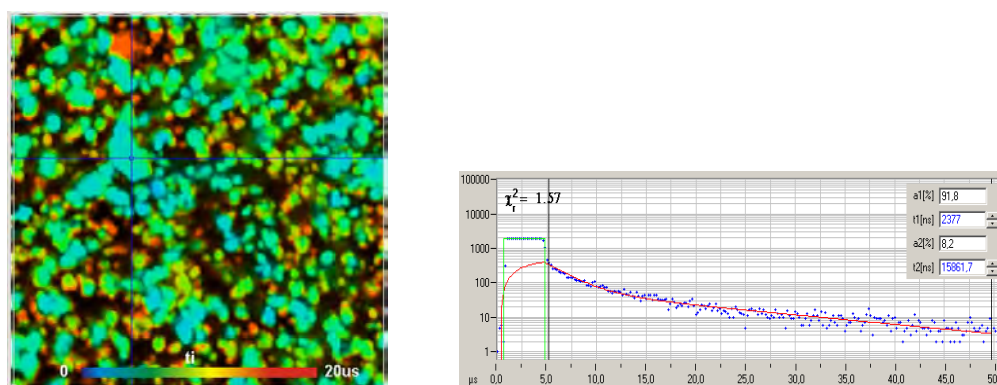 ti
0 20us
100000
10000
1000
100
10
1
χ²r = 1.57
a1[%] 91,8
t1[ns] 2377
a2[%] 8,2
t2[ns] 15861,7
µs 0,0 5,0 10,0 15,0 20,0 25,0 30,0 35,0 40,0 45,0 50,